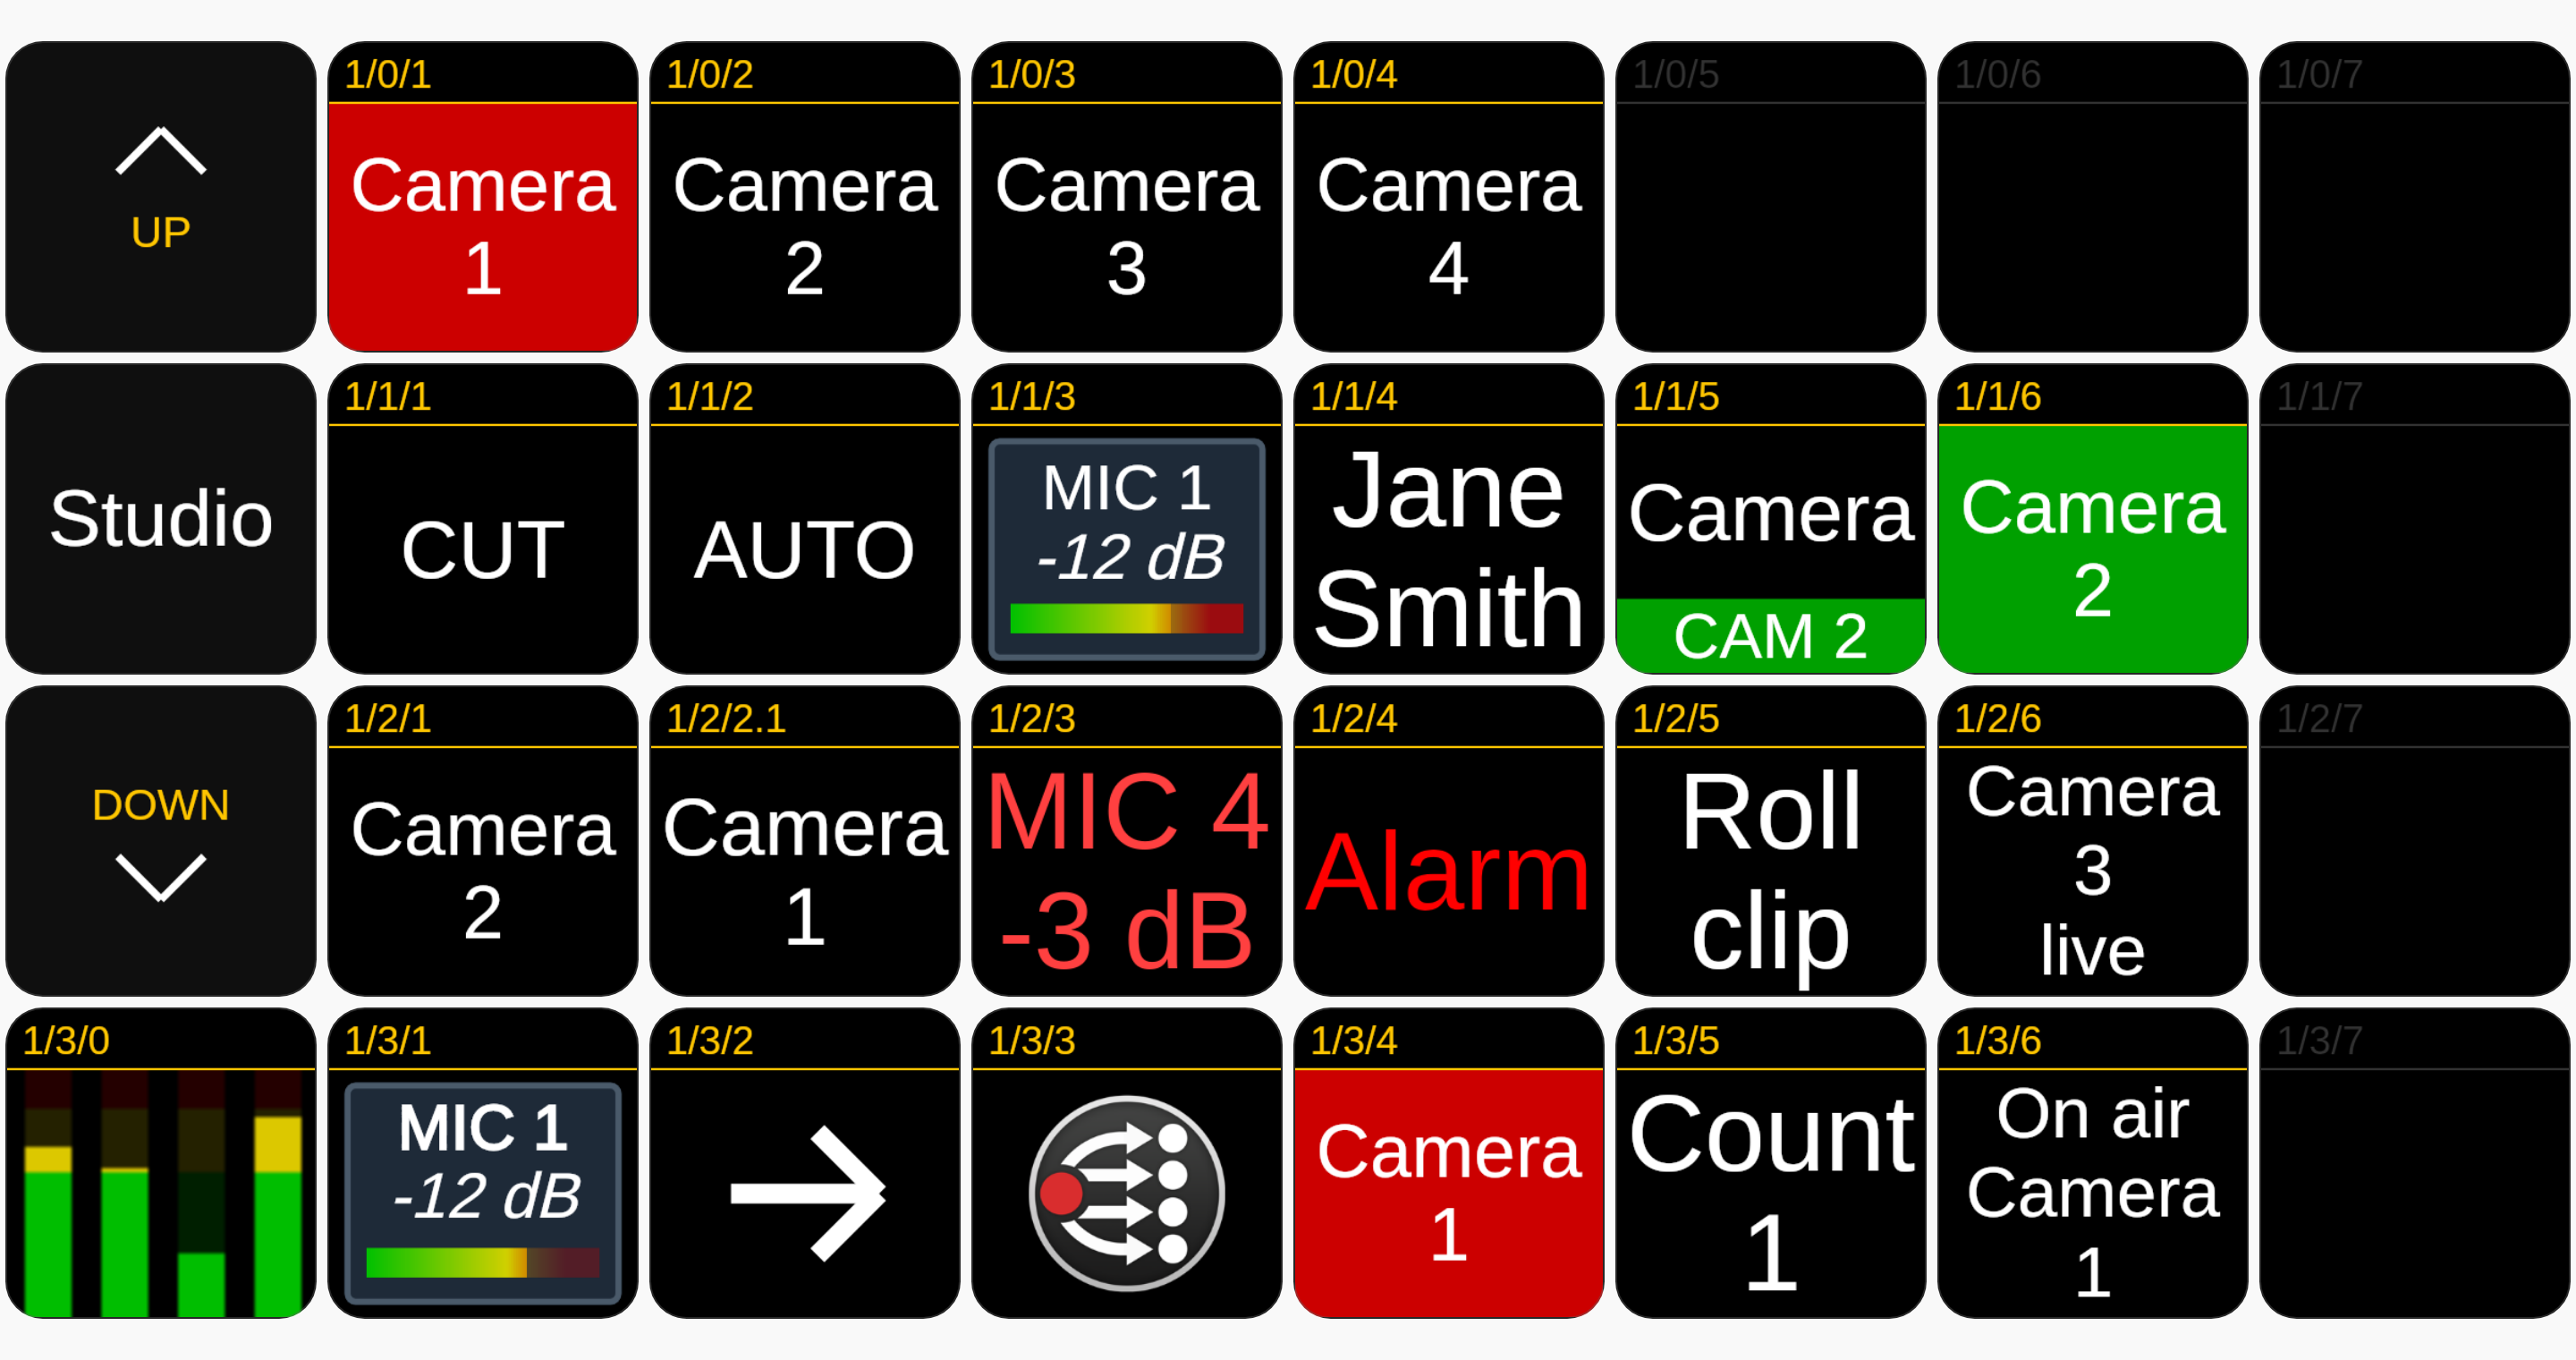 UP
1/0/1
Camera
1
1/0/2
Camera
2
1/0/3
Camera
3
1/0/4
Camera
4
1/0/5
1/0/6
1/0/7
Studio
1/1/1
CUT
1/1/2
AUTO
1/1/3
MIC 1
-12 dB
1/1/4
Jane
Smith
1/1/5
Camera
CAM 2
1/1/6
Camera
2
1/1/7
DOWN
1/2/1
Camera
2
1/2/2.1
Camera
1
1/2/3
MIC 4
-3 dB
1/2/4
Alarm
1/2/5
Roll
clip
1/2/6
Camera
3
live
1/2/7
1/3/0
1/3/1
MIC 1
-12 dB
1/3/2
1/3/3
1/3/4
Camera
1
1/3/5
Count
1
1/3/6
On air
Camera
1
1/3/7